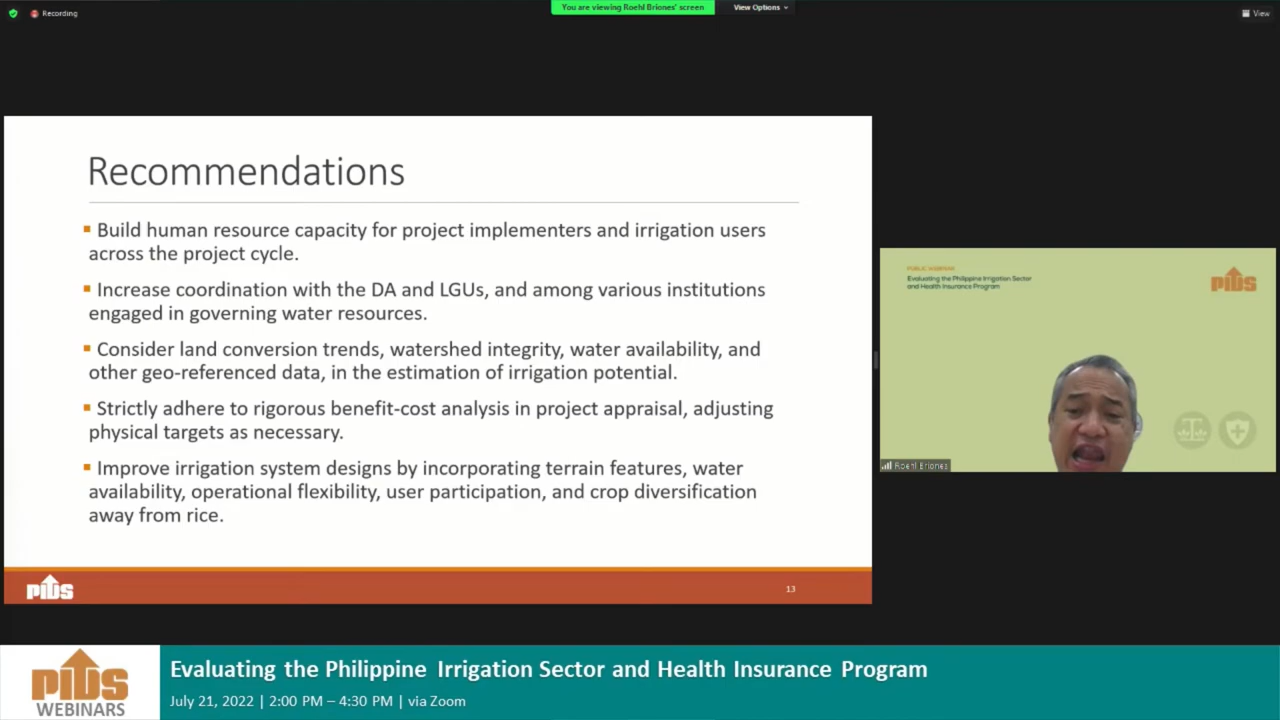 Recording
You are viewing Roehl Briones' screen
View Options
View
Recommendations
Build human resource capacity for project implementers and irrigation users
across the project cycle.
Increase coordination with the DA and LGUs, and among various institutions
engaged in governing water resources.
Consider land conversion trends, watershed integrity, water availability, and
other geo-referenced data, in the estimation of irrigation potential.
Strictly adhere to rigorous benefit-cost analysis in project appraisal, adjusting
physical targets as necessary.
Improve irrigation system designs by incorporating terrain features, water
availability, operational flexibility, user participation, and crop diversification
away from rice.
PIDS
13
PUBLIC WEBINAR
Evaluating the Philippine Irrigation Sector
and Health Insurance Program
PIDS
Roehl Briones
PIDS
WEBINARS
Evaluating the Philippine Irrigation Sector and Health Insurance Program
July 21, 2022 | 2:00 PM – 4:30 PM | via Zoom